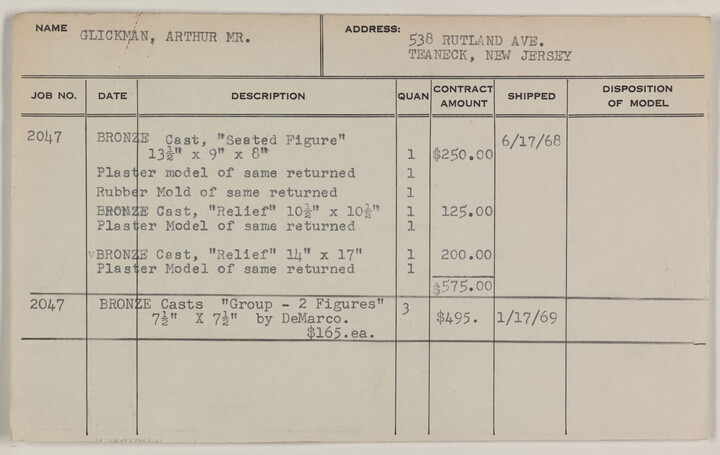 NAME GLICKMAN, ARTHUR MR. ADDRESS: 538 RUTLAND AVE.
TEANECK, NEW JERSEY
JOB NO. DATE DESCRIPTION QUAN CONTRACT AMOUNT SHIPPED DISPOSITION OF MODEL
2047 BRONZE Cast, "Seated Figure" 6/17/68
13½" x 9" x 8" 1 $250.00
Plaster model of same returned 1
Rubber Mold of same returned 1
BRONZE Cast, "Relief" 10½" x 10½" 1 125.00
Plaster Model of same returned 1
BRONZE Cast, "Relief" 14" x 17" 1 200.00
Plaster Model of same returned 1
$575.00
2047 BRONZE Casts "Group - 2 Figures" 3
7½" X 7½" by DeMarco. $495. 1/17/69
$165.ea.